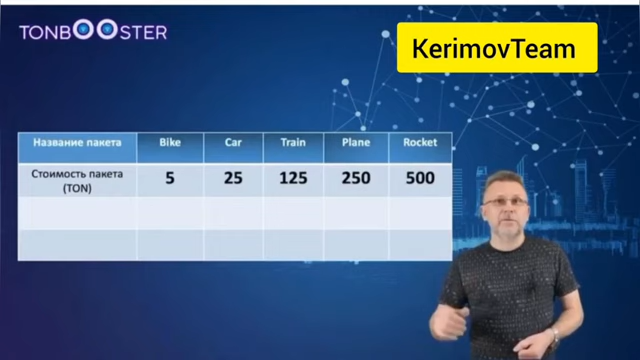 TONBOOSTER
KerimovTeam
Название пакета Bike Car Train Plane Rocket
Стоимость пакета 5 25 125 250 500
(TON)